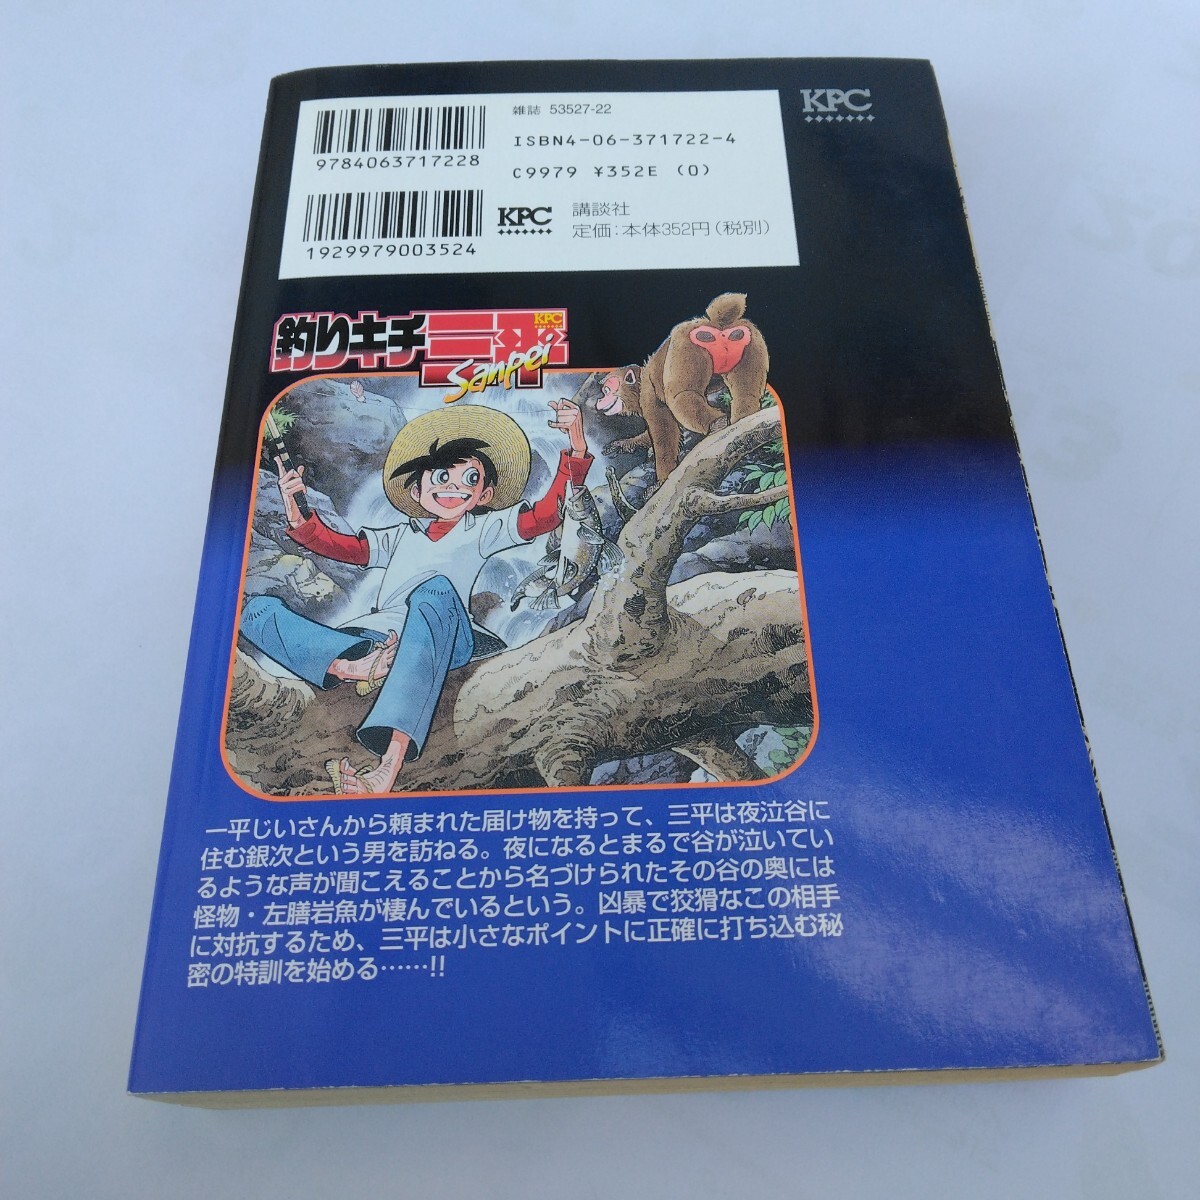 雑誌 53527-22
ISBN4-06-371722-4
C9979 ¥352E (0)
9784063717228
KPC
講談社
定価：本体352円（税別）
1929979003524
KPC
釣りキチ三平
KPC
Sanpei
一平じいさんから頼まれた届け物を持って、三平は夜泣谷に
住む銀次という男を訪ねる。夜になるとまるで谷が泣いてい
るような声が聞こえることから名づけられたその谷の奥には
怪物・左膳岩魚が棲んでいるという。凶暴で狡猾なこの相手
に対抗するため、三平は小さなポイントに正確に打ち込む秘
密の特訓を始める……!!